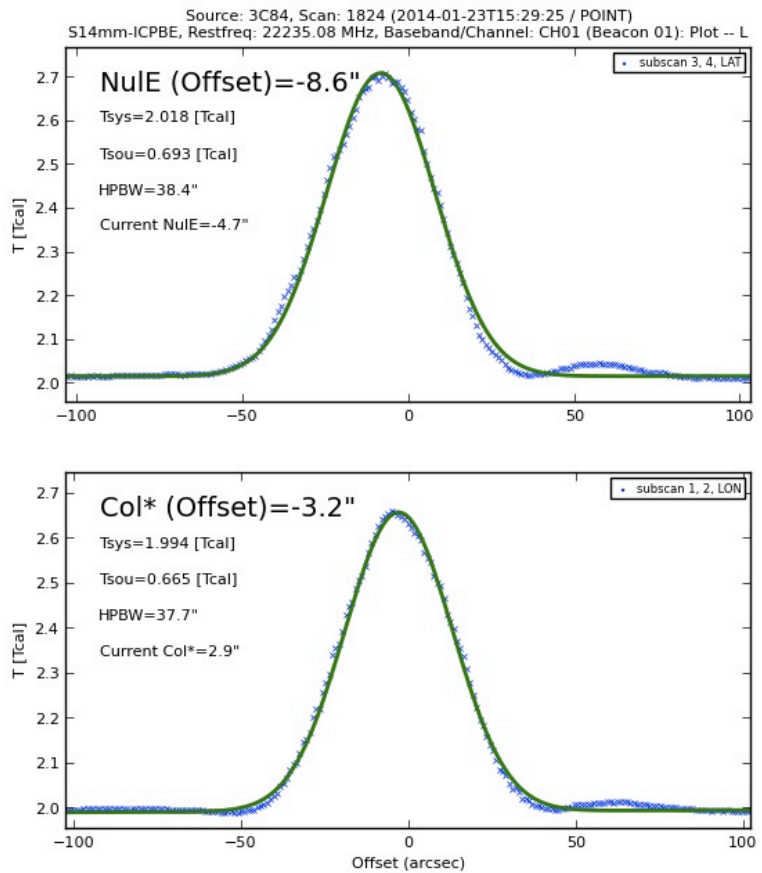 Source: 3C84, Scan: 1824 (2014-01-23T15:29:25 / POINT)
S14mm-ICPBE, Restfreq: 22235.08 MHz, Baseband/Channel: CH01 (Beacon 01): Plot -- L
NulE (Offset)=-8.6"
subscan 3, 4, LAT
Tsys=2.018 [Tcal]
Tsou=0.693 [Tcal]
HPBW=38.4"
Current NulE=-4.7"
T [Tcal]
2.7
2.6
2.5
2.4
2.3
2.2
2.1
2.0
−100 −50 0 50 100
Col* (Offset)=-3.2"
subscan 1, 2, LON
Tsys=1.994 [Tcal]
Tsou=0.665 [Tcal]
HPBW=37.7"
Current Col*=2.9"
T [Tcal]
2.7
2.6
2.5
2.4
2.3
2.2
2.1
2.0
−100 −50 0 50 100
Offset (arcsec)